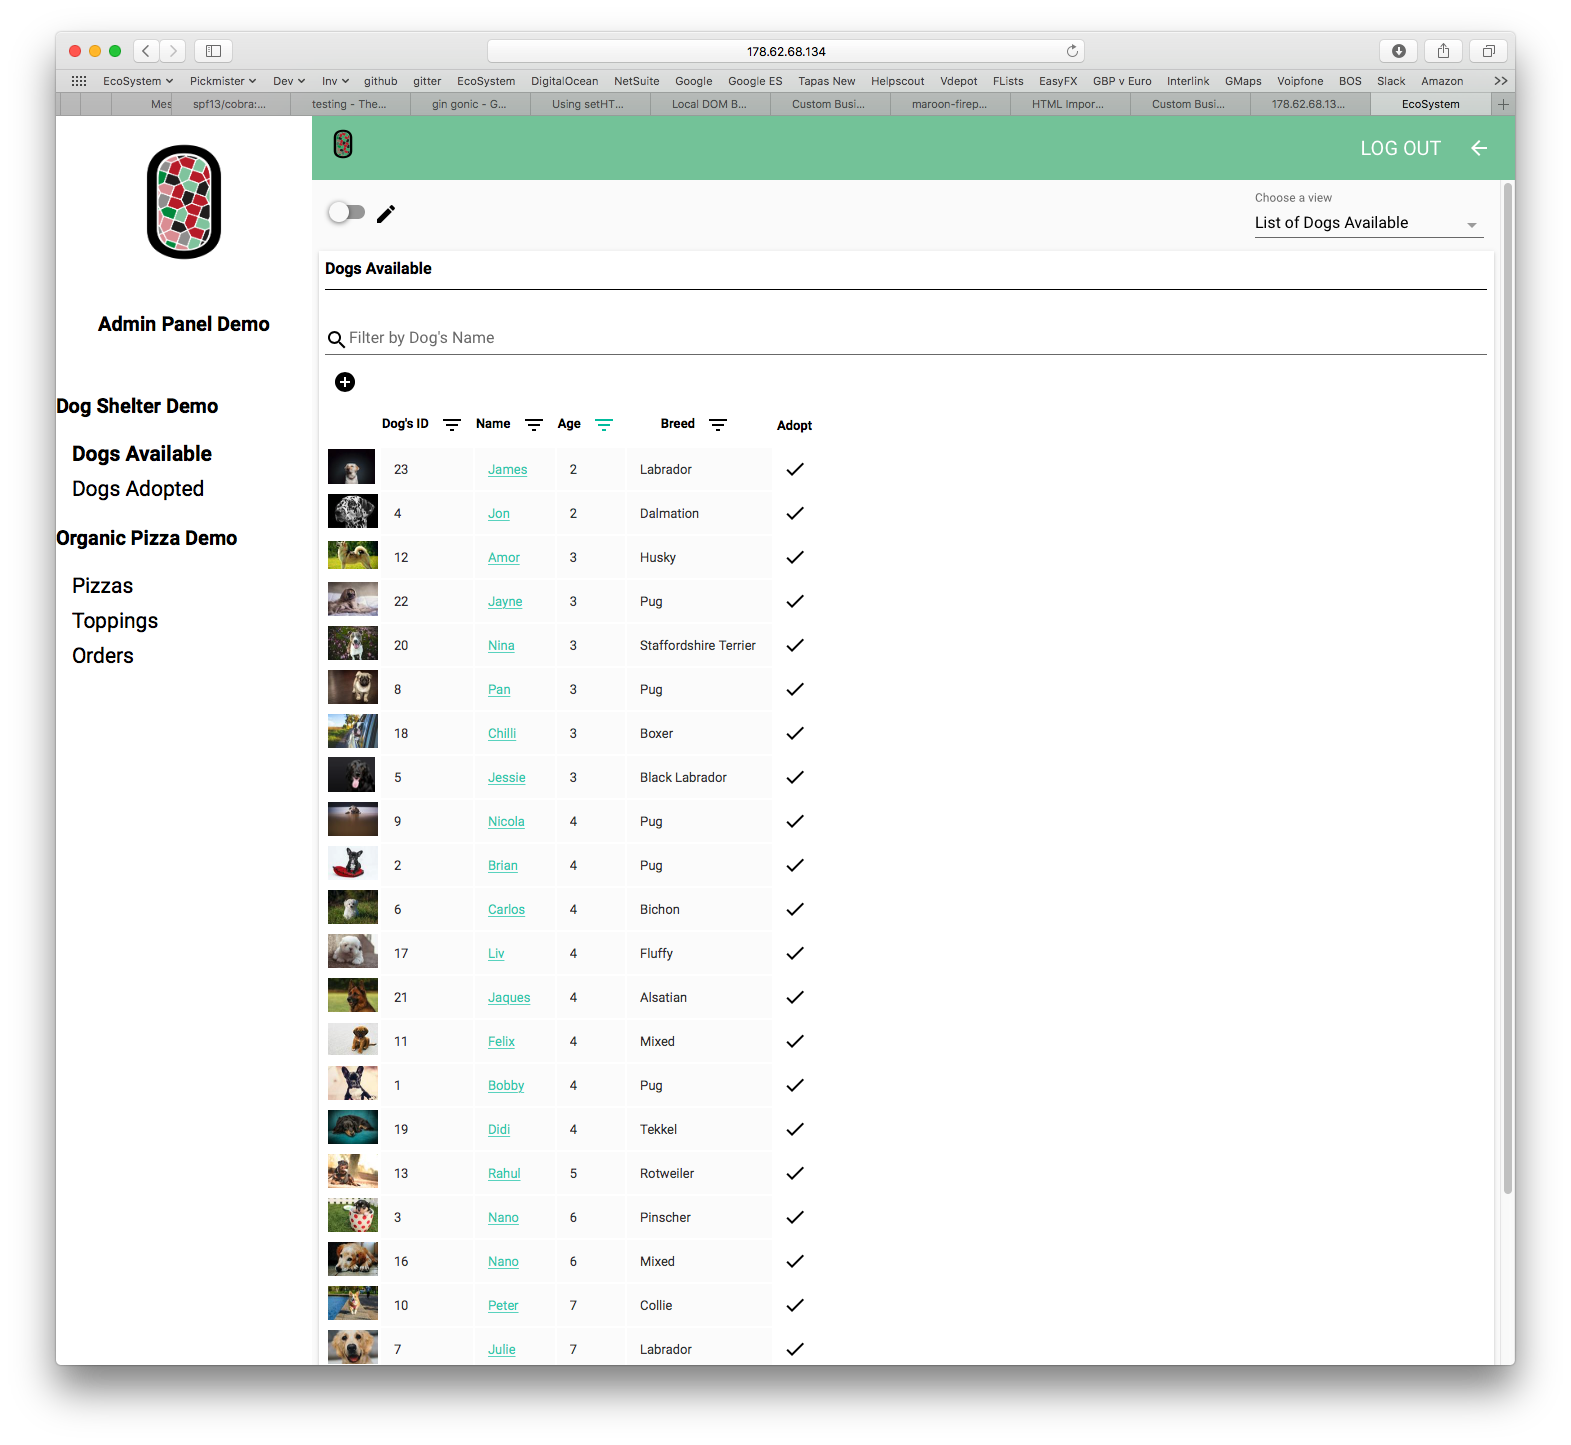 178.62.68.134
EcoSystem Pickmister Dev Inv github gitter EcoSystem DigitalOcean NetSuite Google Google ES Tapas New Helpscout Vdepot FLists EasyFX GBP v Euro Interlink GMaps Voipfone BOS Slack Amazon
Mes spf13/cobra:... testing - The... gin gonic - G... Using setHT... Local DOM B... Custom Busi... maroon-firep... HTML Impor... Custom Busi... 178.62.68.13... EcoSystem
LOG OUT
Admin Panel Demo
Dog Shelter Demo
Dogs Available
Dogs Adopted
Organic Pizza Demo
Pizzas
Toppings
Orders
Choose a view
List of Dogs Available
Dogs Available
Filter by Dog's Name
Dog's ID Name Age Breed Adopt
23 James 2 Labrador
4 Jon 2 Dalmation
12 Amor 3 Husky
22 Jayne 3 Pug
20 Nina 3 Staffordshire Terrier
8 Pan 3 Pug
18 Chilli 3 Boxer
5 Jessie 3 Black Labrador
9 Nicola 4 Pug
2 Brian 4 Pug
6 Carlos 4 Bichon
17 Liv 4 Fluffy
21 Jaques 4 Alsatian
11 Felix 4 Mixed
1 Bobby 4 Pug
19 Didi 4 Tekkel
13 Rahul 5 Rotweiler
3 Nano 6 Pinscher
16 Nano 6 Mixed
10 Peter 7 Collie
7 Julie 7 Labrador